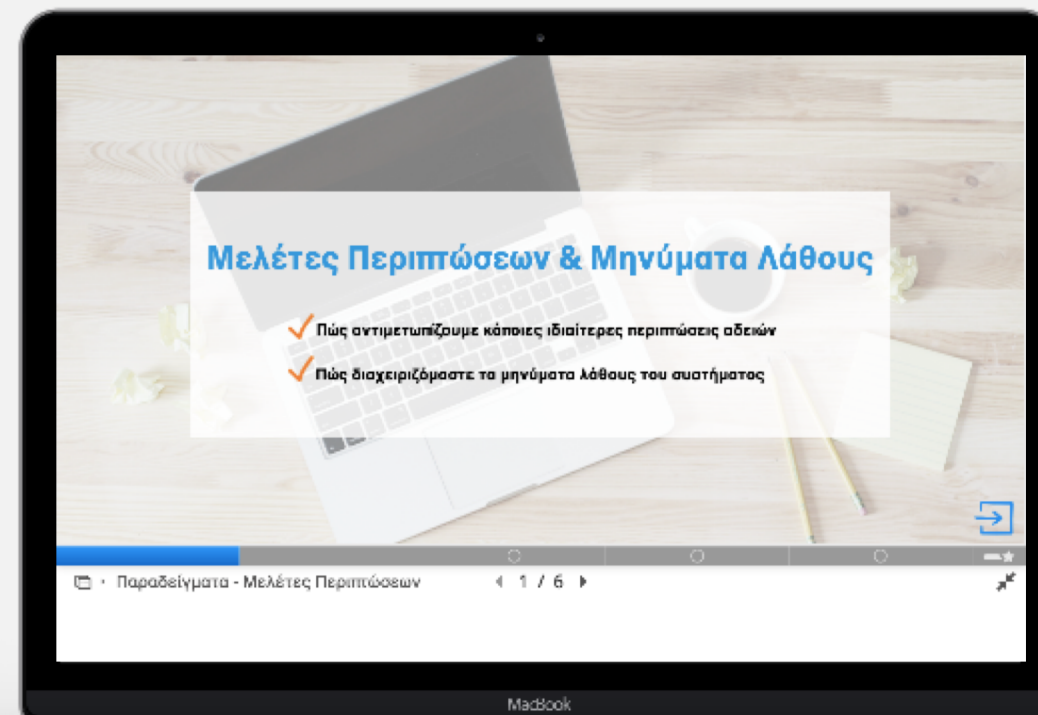 Μελέτες Περιπτώσεων & Μηνύματα Λάθους
Πώς αντιμετωπίζουμε κάποιες ιδιαίτερες περιπτώσεις αδειών
Πώς διαχειριζόμαστε τα μηνύματα λάθους του συστήματος
· Παραδείγματα - Μελέτες Περιπτώσεων 1 / 6
MacBook